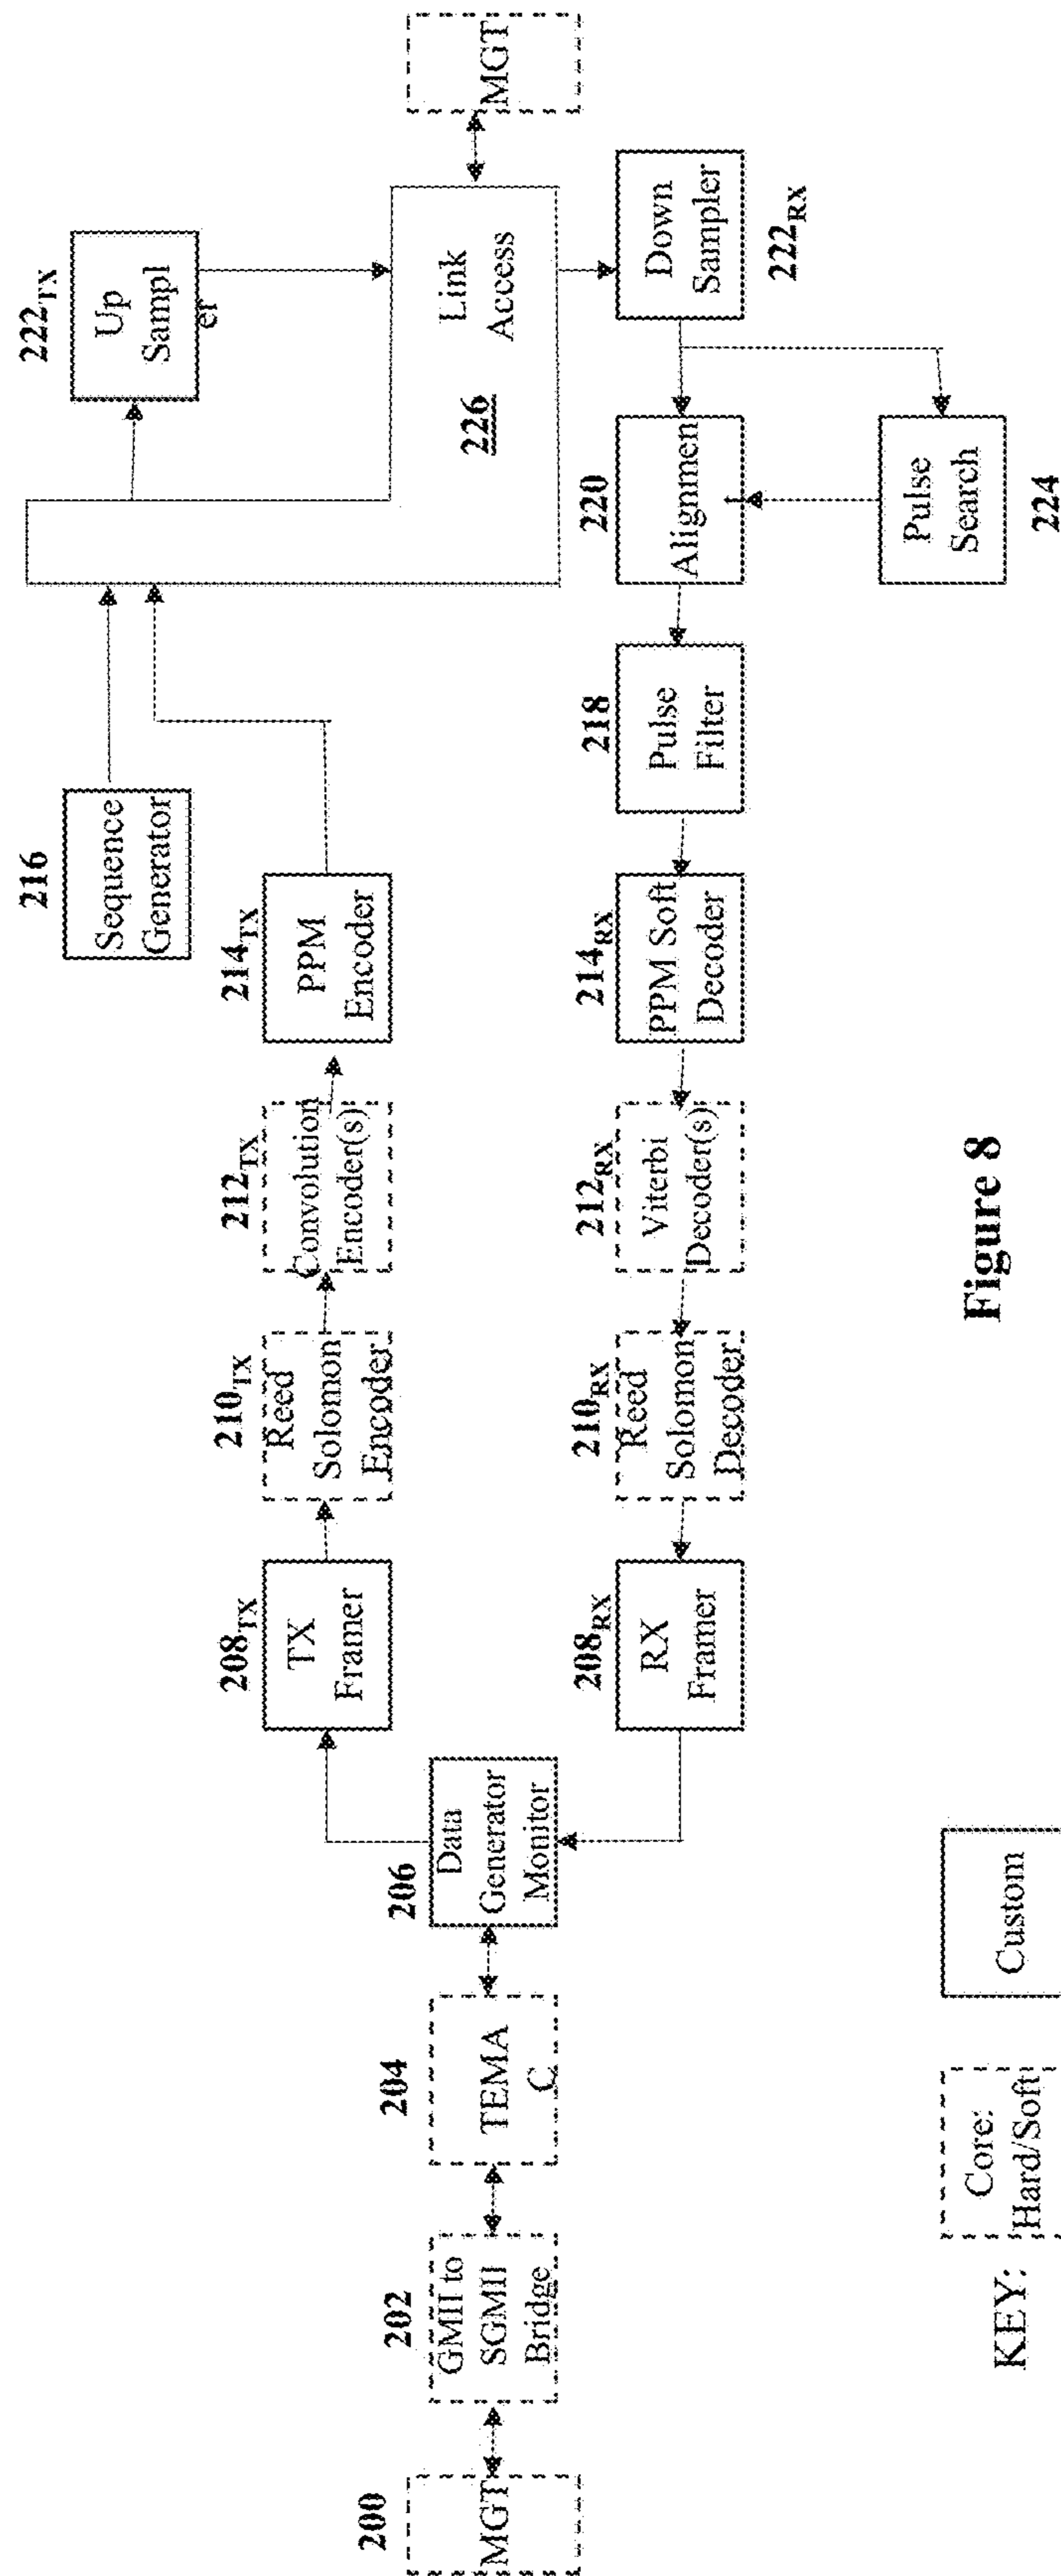 200
MGT
202
GMII to
SGMII
Bridge
204
TEMA
C
206
Data
Generator
Monitor
208TX
TX
Framer
210TX
Reed
Solomon
Encoder
212TX
Convolution
Encoder(s)
214TX
PPM
Encoder
216
Sequence
Generator
222TX
Up
Sampl
er
Link
Access
226
MGT
208RX
RX
Framer
210RX
Reed
Solomon
Decoder
212RX
Viterbi
Decoder(s)
214RX
PPM Soft
Decoder
218
Pulse
Filter
220
Alignmen
t
Down
Sampler
222RX
Pulse
Search
224
KEY:
Core:
Hard/Soft
Custom
Figure 8